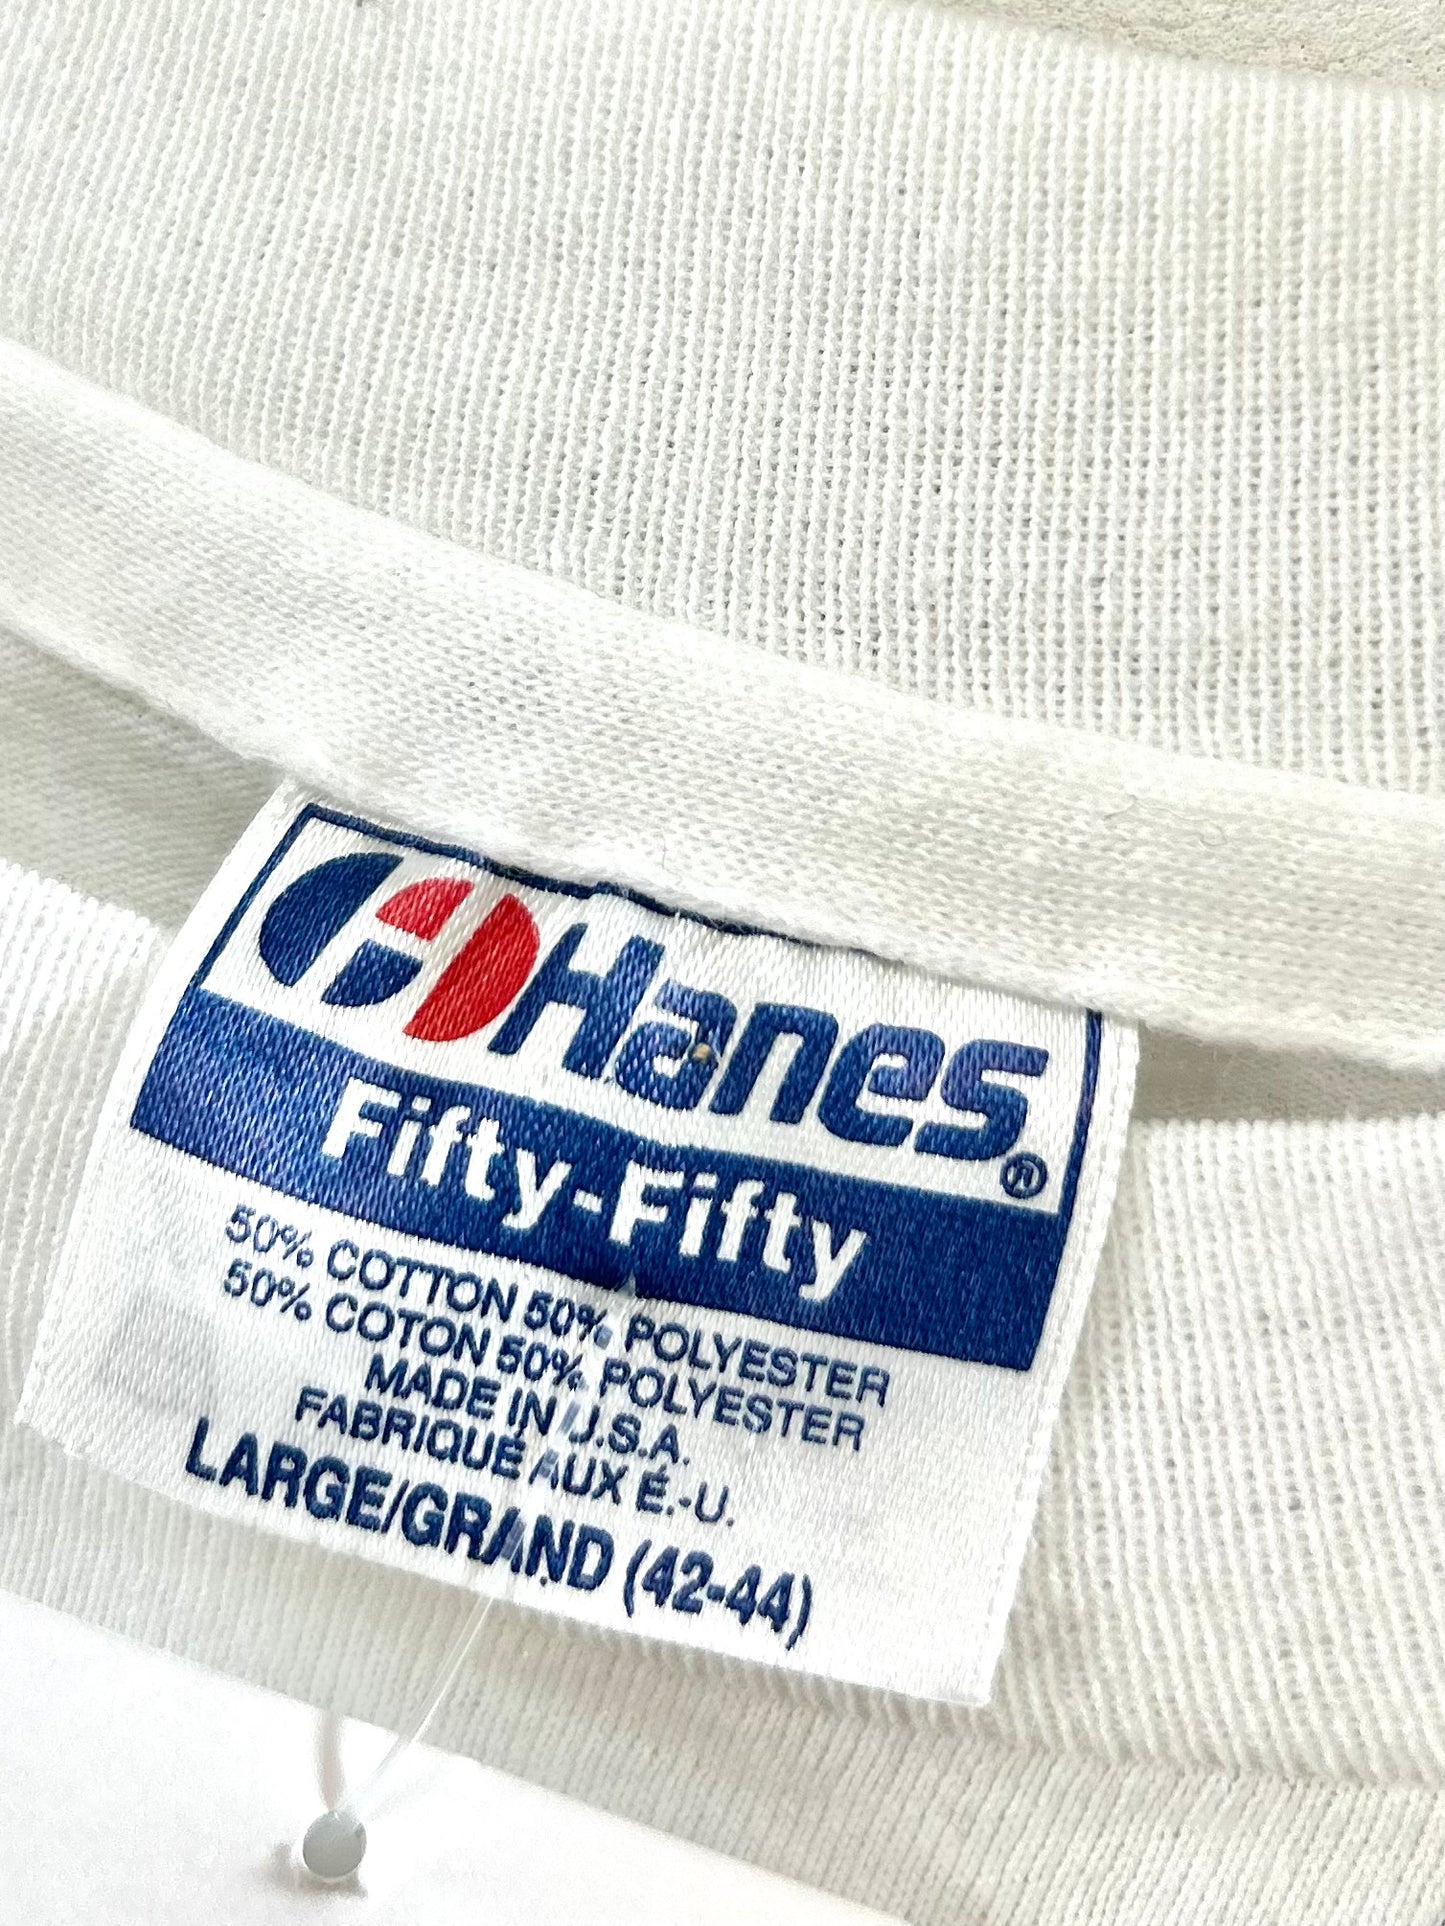 Hanes®
Fifty-Fifty
50% COTTON 50% POLYESTER
50% COTON 50% POLYESTER
MADE IN U.S.A.
FABRIQUÉ AUX É.-U.
LARGE/GRAND (42-44)